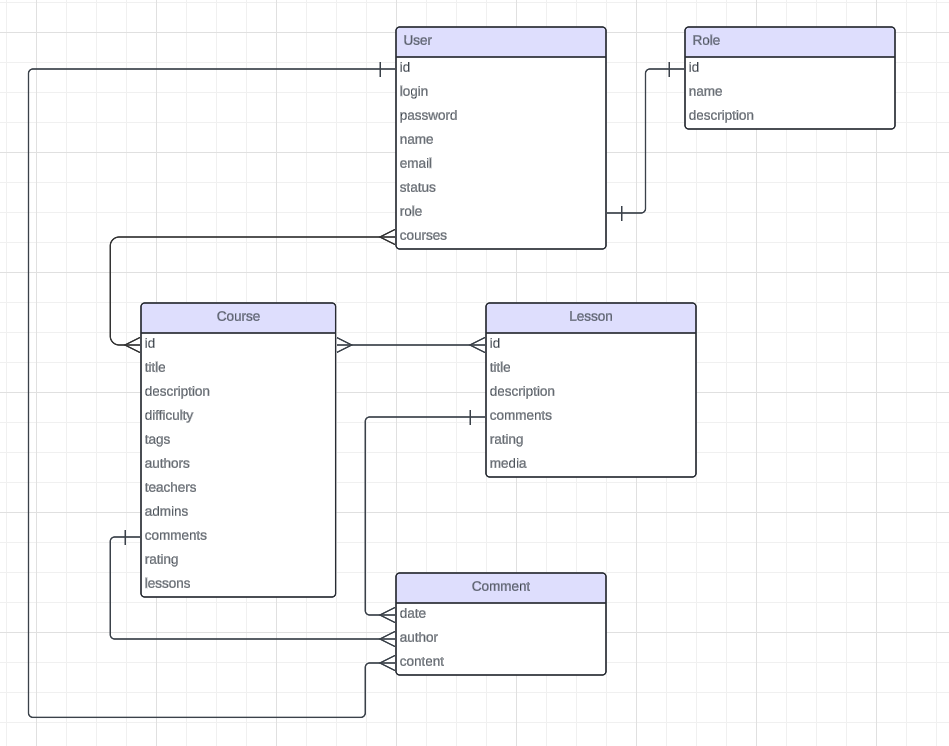 User
id
login
password
name
email
status
role
courses
Role
id
name
description
Course
id
title
description
difficulty
tags
authors
teachers
admins
comments
rating
lessons
Lesson
id
title
description
comments
rating
media
Comment
date
author
content